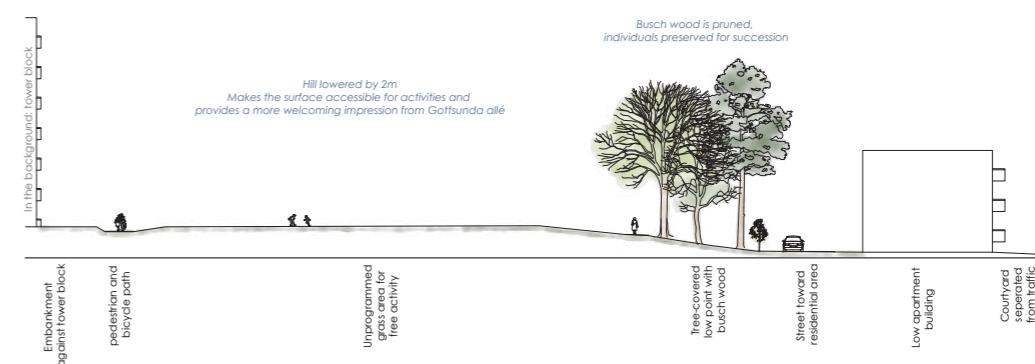 In the background: tower block
Hill lowered by 2m
Makes the surface accessible for activities and
provides a more welcoming impression from Gottsunda allé
Busch wood is pruned,
individuals preserved for succession
Embankment
against tower block
pedestrian and
bicycle path
Unprogrammed
grass area for
free activity
Tree-covered
low point with
busch wood
Street toward
residential area
Low apartment
building
Courtyard
seperated
from traffic